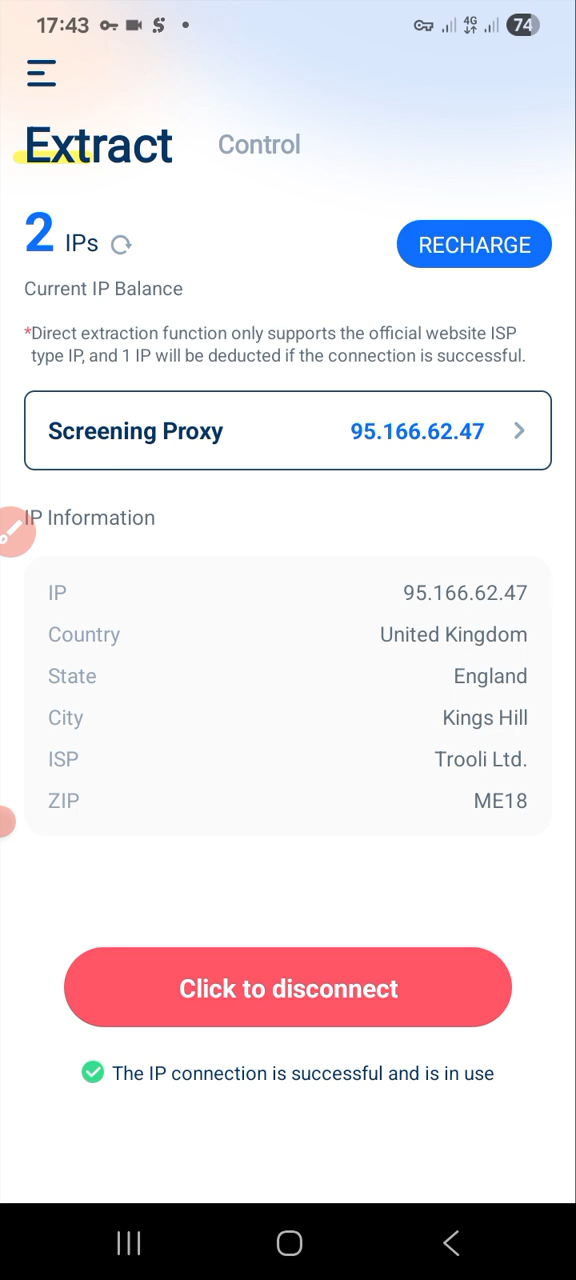 17:43 4G 74
Extract Control
2 IPs RECHARGE
Current IP Balance
*Direct extraction function only supports the official website ISP
type IP, and 1 IP will be deducted if the connection is successful.
Screening Proxy 95.166.62.47
IP Information
IP 95.166.62.47
Country United Kingdom
State England
City Kings Hill
ISP Trooli Ltd.
ZIP ME18
Click to disconnect
The IP connection is successful and is in use